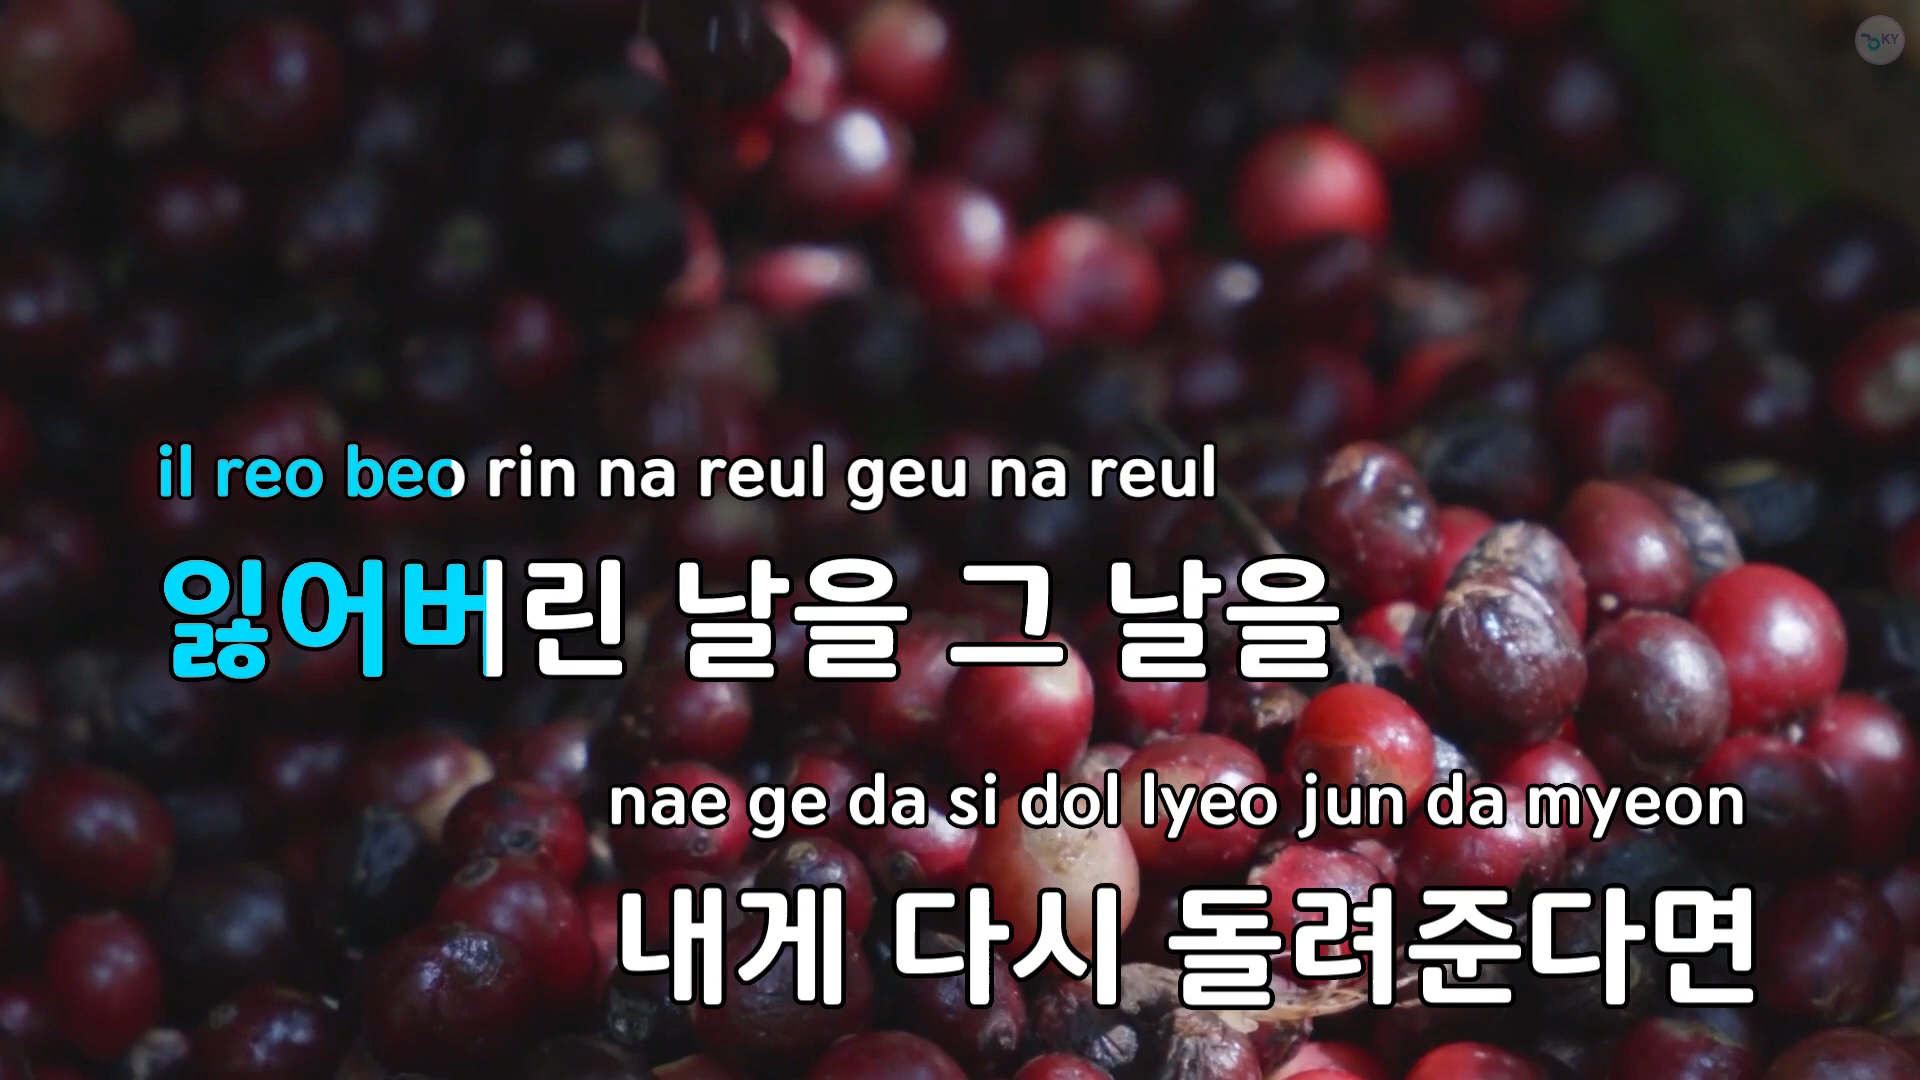 KY
il reo beo rin na reul geu na reul
잃어버린 날을 그 날을
nae ge da si dol lyeo jun da myeon
내게 다시 돌려준다면